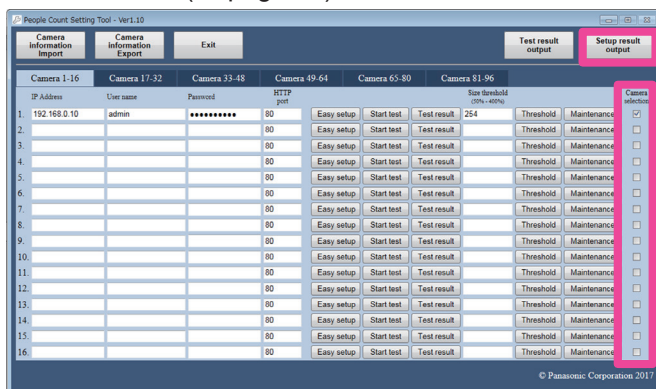 People Count Setting Tool - Ver1.10
Camera information Import
Camera information Export
Exit
Test result output
Setup result output
Camera 1-16 Camera 17-32 Camera 33-48 Camera 49-64 Camera 65-80 Camera 81-96
IP Address User name Password HTTP port Size threshold (50% - 400%) Camera selection
1. 192.168.0.10 admin •••••••••• 80 Easy setup Start test Test result 254 Threshold Maintenance
2. 80 Easy setup Start test Test result Threshold Maintenance
3. 80 Easy setup Start test Test result Threshold Maintenance
4. 80 Easy setup Start test Test result Threshold Maintenance
5. 80 Easy setup Start test Test result Threshold Maintenance
6. 80 Easy setup Start test Test result Threshold Maintenance
7. 80 Easy setup Start test Test result Threshold Maintenance
8. 80 Easy setup Start test Test result Threshold Maintenance
9. 80 Easy setup Start test Test result Threshold Maintenance
10. 80 Easy setup Start test Test result Threshold Maintenance
11. 80 Easy setup Start test Test result Threshold Maintenance
12. 80 Easy setup Start test Test result Threshold Maintenance
13. 80 Easy setup Start test Test result Threshold Maintenance
14. 80 Easy setup Start test Test result Threshold Maintenance
15. 80 Easy setup Start test Test result Threshold Maintenance
16. 80 Easy setup Start test Test result Threshold Maintenance
© Panasonic Corporation 2017